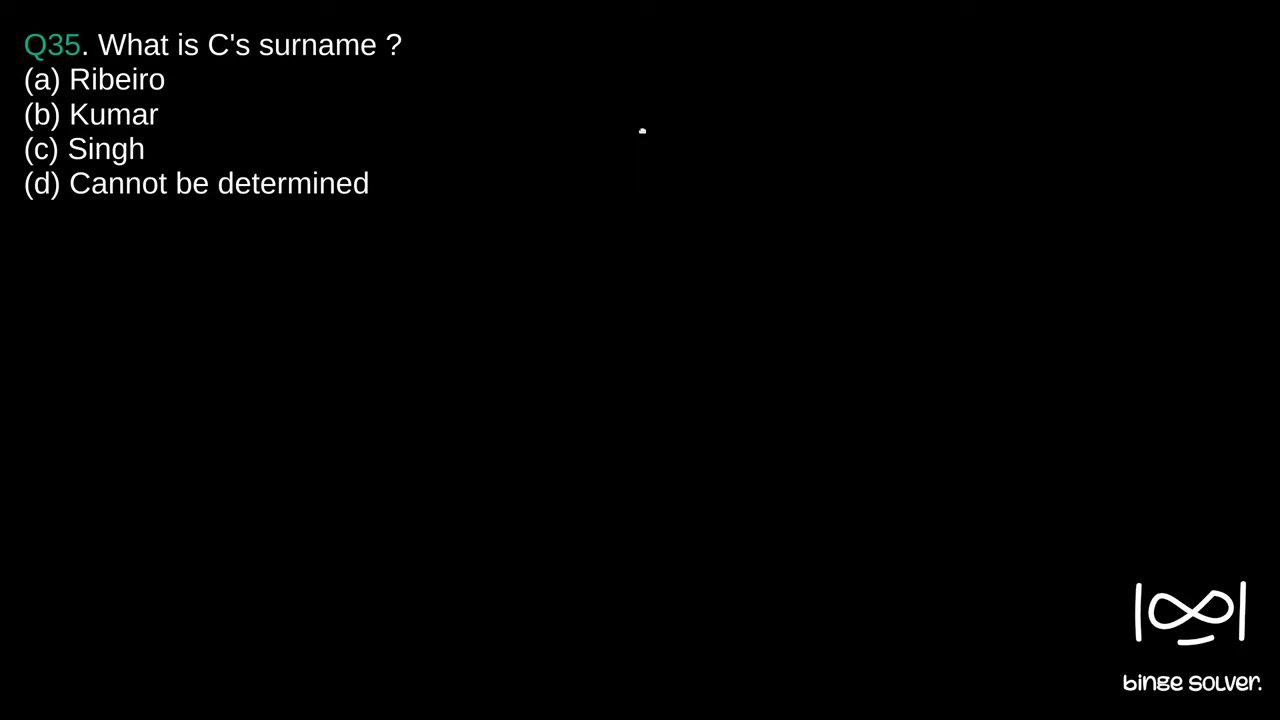 Q35. What is C's surname ?
(a) Ribeiro
(b) Kumar
(c) Singh
(d) Cannot be determined
binge solver.